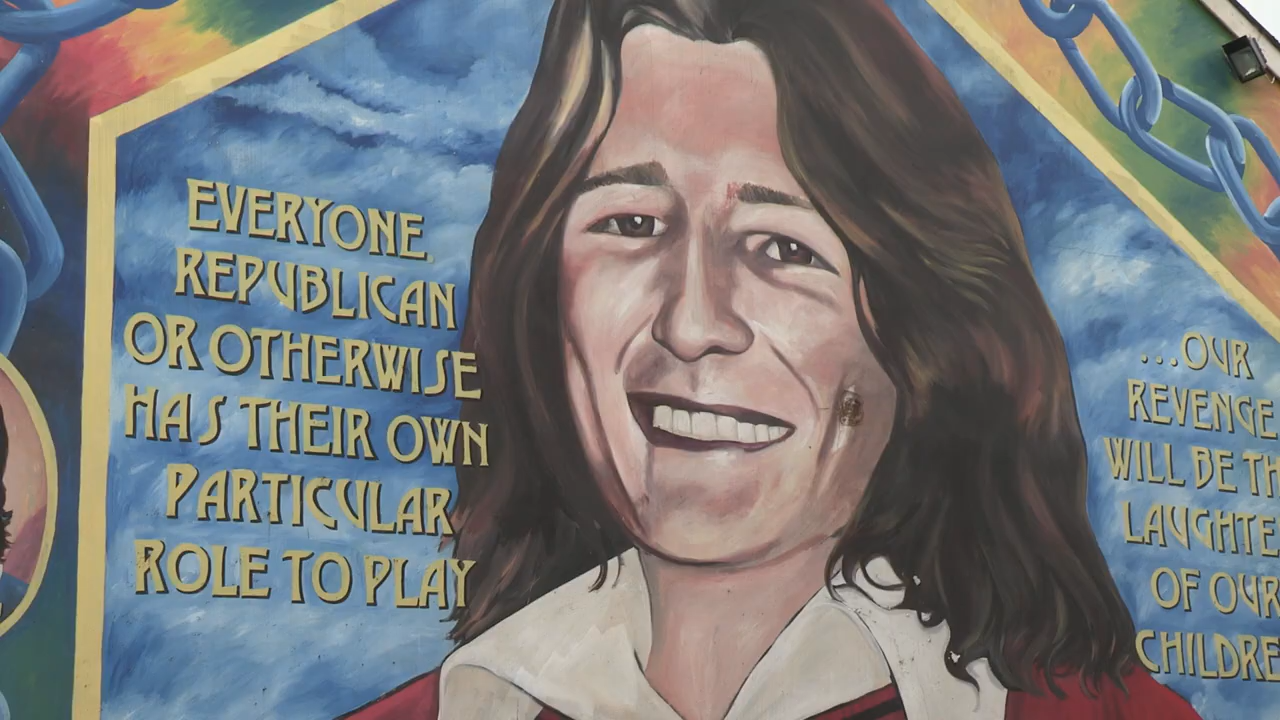 EVERYONE,
REPUBLICAN
OR OTHERWISE
HAS THEIR OWN
PARTICULAR
ROLE TO PLAY
...OUR
REVENGE
WILL BE TH
LAUGHTE
OF OUR
CHILDRE